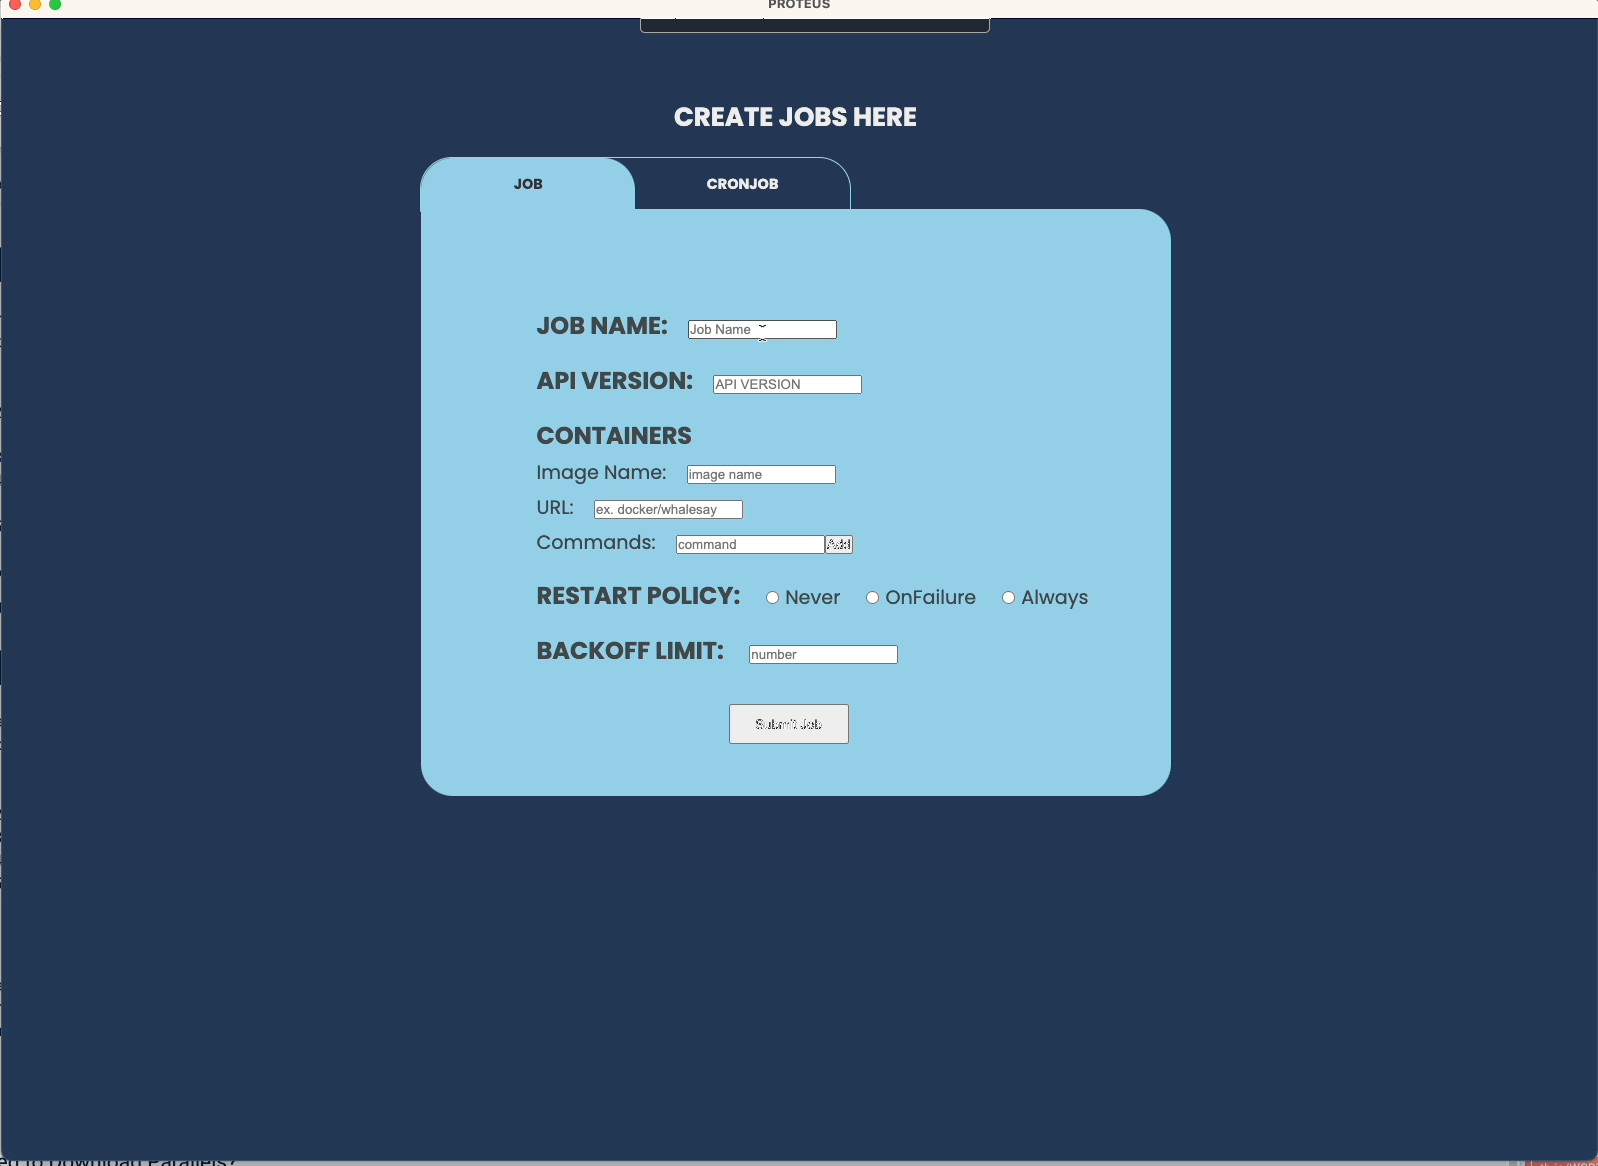 PROTEUS
CREATE JOBS HERE
JOB CRONJOB
JOB NAME: Job Name
API VERSION: API VERSION
CONTAINERS
Image Name: image name
URL: ex. docker/whalesay
Commands: command Add
RESTART POLICY: Never OnFailure Always
BACKOFF LIMIT: number
Submit Job
to Download Parallels?